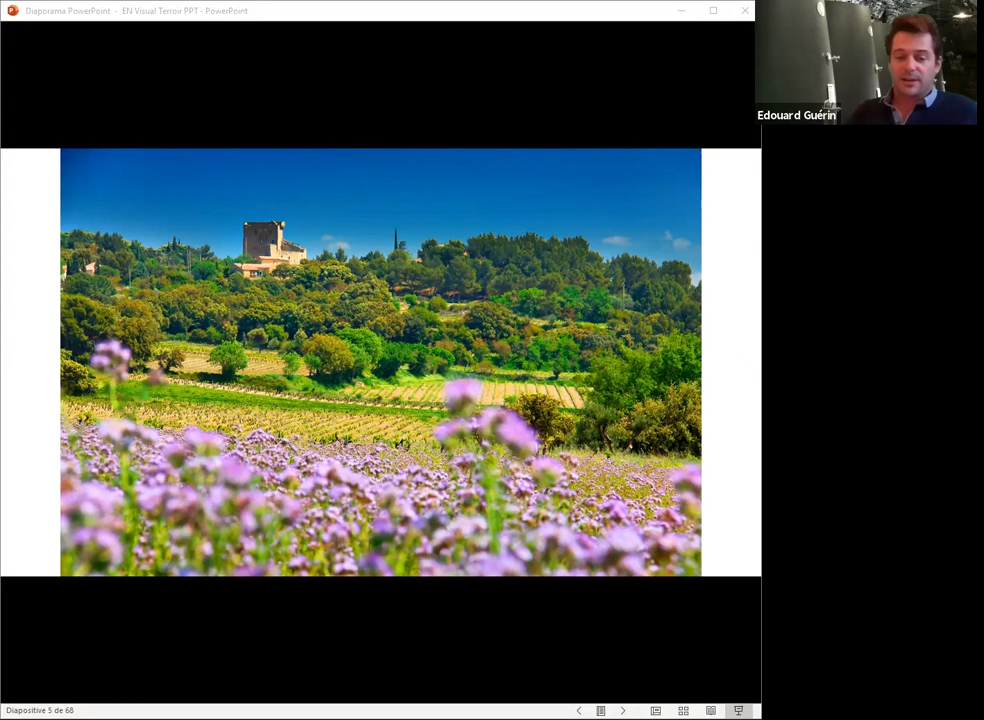 Diaporama PowerPoint - EN Visual Terroir PPT - PowerPoint
Edouard Guérin
Diapositive 5 de 68